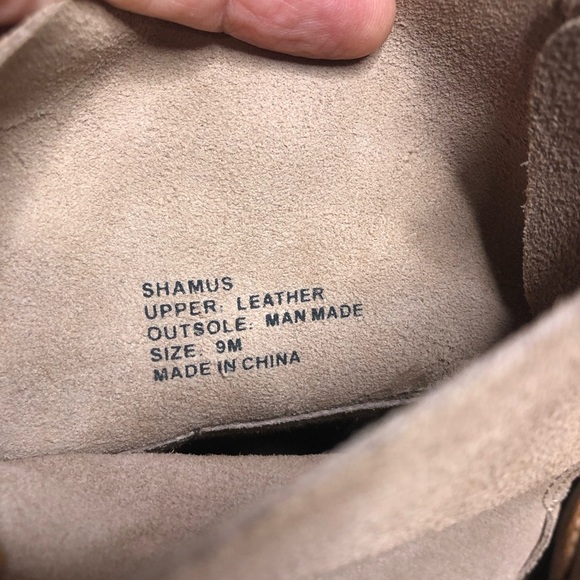 SHAMUS
UPPER: LEATHER
OUTSOLE: MAN MADE
SIZE: 9M
MADE IN CHINA